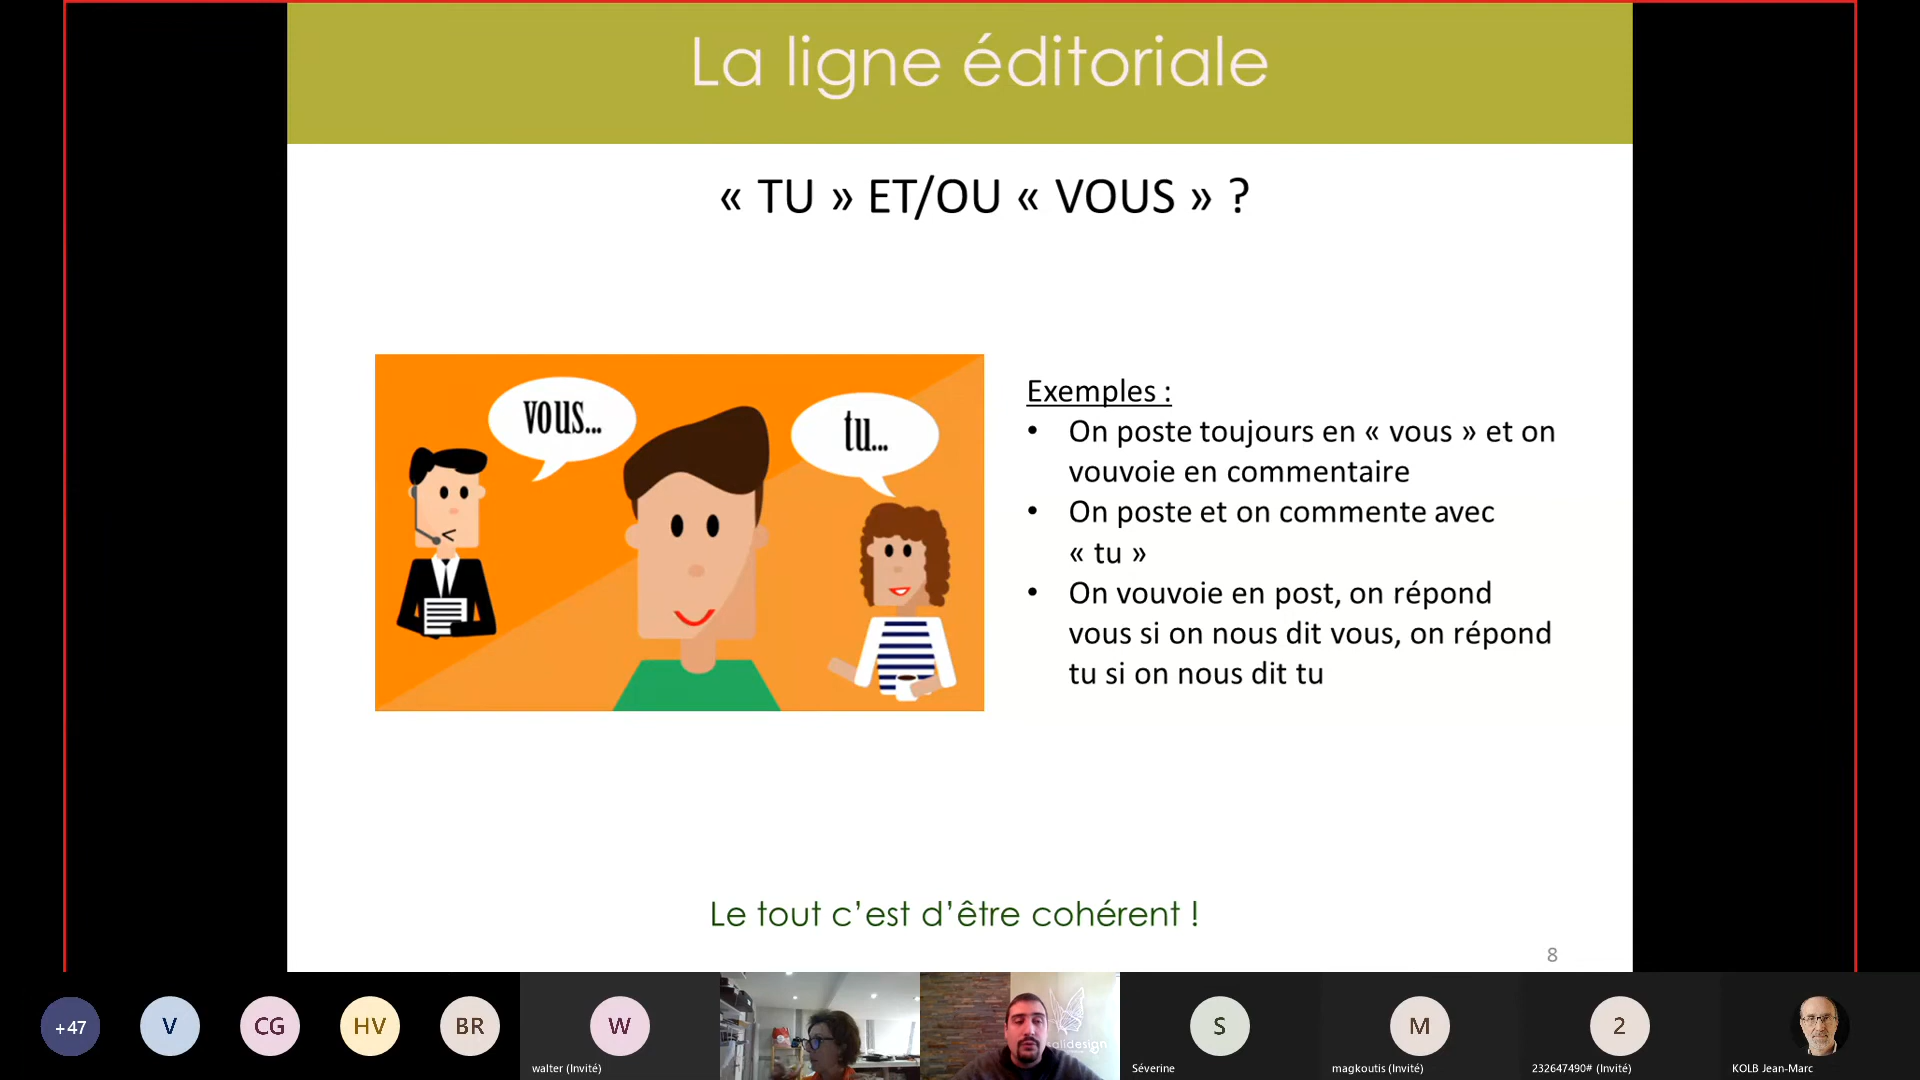 La ligne éditoriale
« TU » ET/OU « VOUS » ?
vous...
tu...
Exemples :
• On poste toujours en « vous » et on
vouvoie en commentaire
• On poste et on commente avec
« tu »
• On vouvoie en post, on répond
vous si on nous dit vous, on répond
tu si on nous dit tu
Le tout c’est d’être cohérent !
8
+47
V
CG
HV
BR
W
walter (Invité)
S
Séverine
M
magkoutis (Invité)
2
232647490# (Invité)
KOLB Jean-Marc